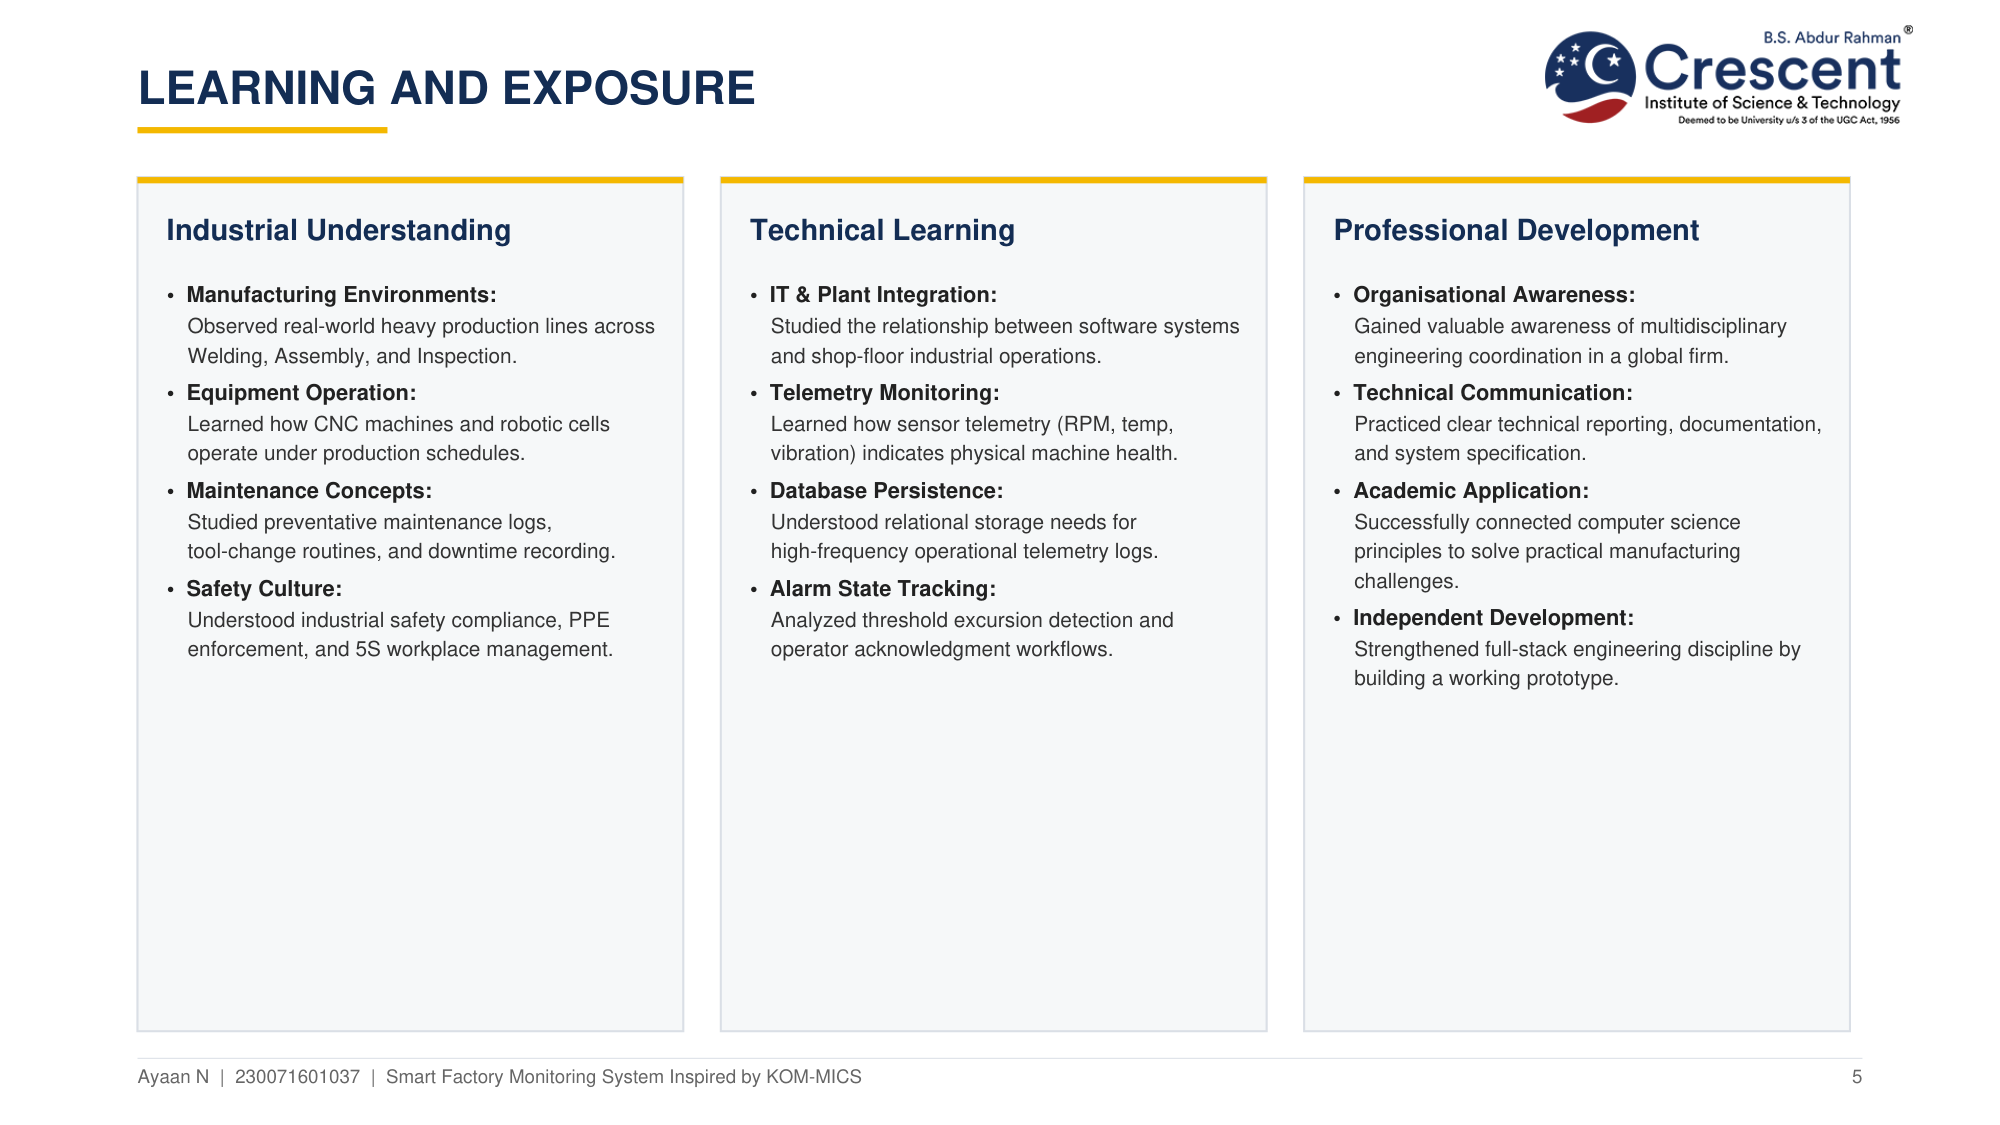 LEARNING AND EXPOSURE
B.S. Abdur Rahman ®
Crescent
Institute of Science & Technology
Deemed to be University u/s 3 of the UGC Act, 1956
Industrial Understanding
• Manufacturing Environments:
Observed real-world heavy production lines across
Welding, Assembly, and Inspection.
• Equipment Operation:
Learned how CNC machines and robotic cells
operate under production schedules.
• Maintenance Concepts:
Studied preventative maintenance logs,
tool-change routines, and downtime recording.
• Safety Culture:
Understood industrial safety compliance, PPE
enforcement, and 5S workplace management.
Technical Learning
• IT & Plant Integration:
Studied the relationship between software systems
and shop-floor industrial operations.
• Telemetry Monitoring:
Learned how sensor telemetry (RPM, temp,
vibration) indicates physical machine health.
• Database Persistence:
Understood relational storage needs for
high-frequency operational telemetry logs.
• Alarm State Tracking:
Analyzed threshold excursion detection and
operator acknowledgment workflows.
Professional Development
• Organisational Awareness:
Gained valuable awareness of multidisciplinary
engineering coordination in a global firm.
• Technical Communication:
Practiced clear technical reporting, documentation,
and system specification.
• Academic Application:
Successfully connected computer science
principles to solve practical manufacturing
challenges.
• Independent Development:
Strengthened full-stack engineering discipline by
building a working prototype.
Ayaan N | 230071601037 | Smart Factory Monitoring System Inspired by KOM-MICS
5